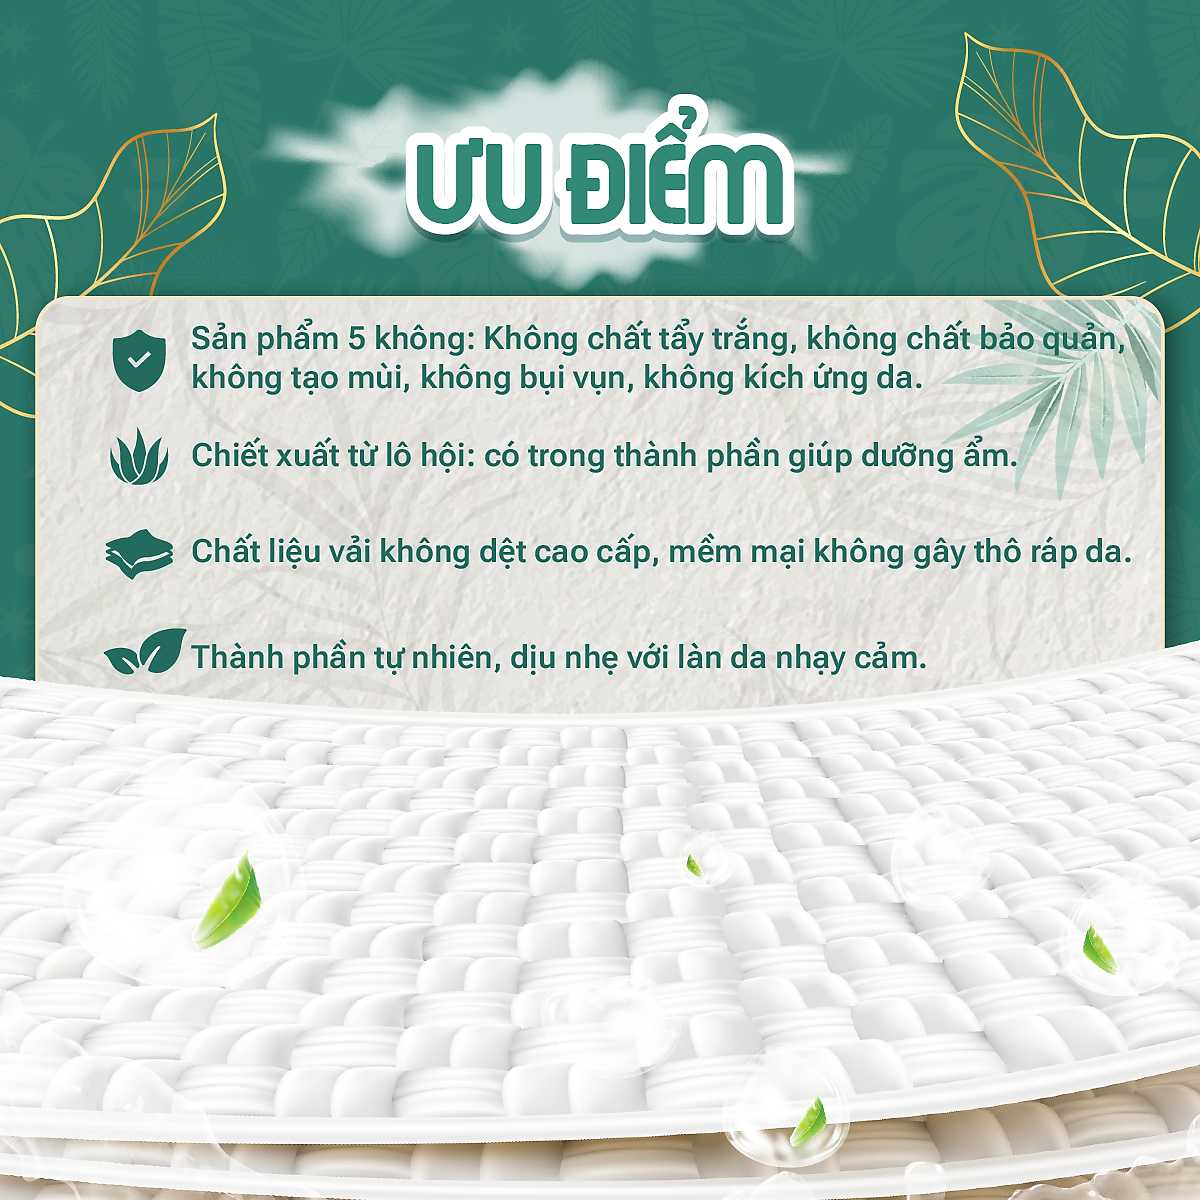 ƯU ĐIỂM
Sản phẩm 5 không: Không chất tẩy trắng, không chất bảo quản,
không tạo mùi, không bụi vụn, không kích ứng da.
Chiết xuất từ lô hội: có trong thành phần giúp dưỡng ẩm.
Chất liệu vải không dệt cao cấp, mềm mại không gây thô ráp da.
Thành phần tự nhiên, dịu nhẹ với làn da nhạy cảm.